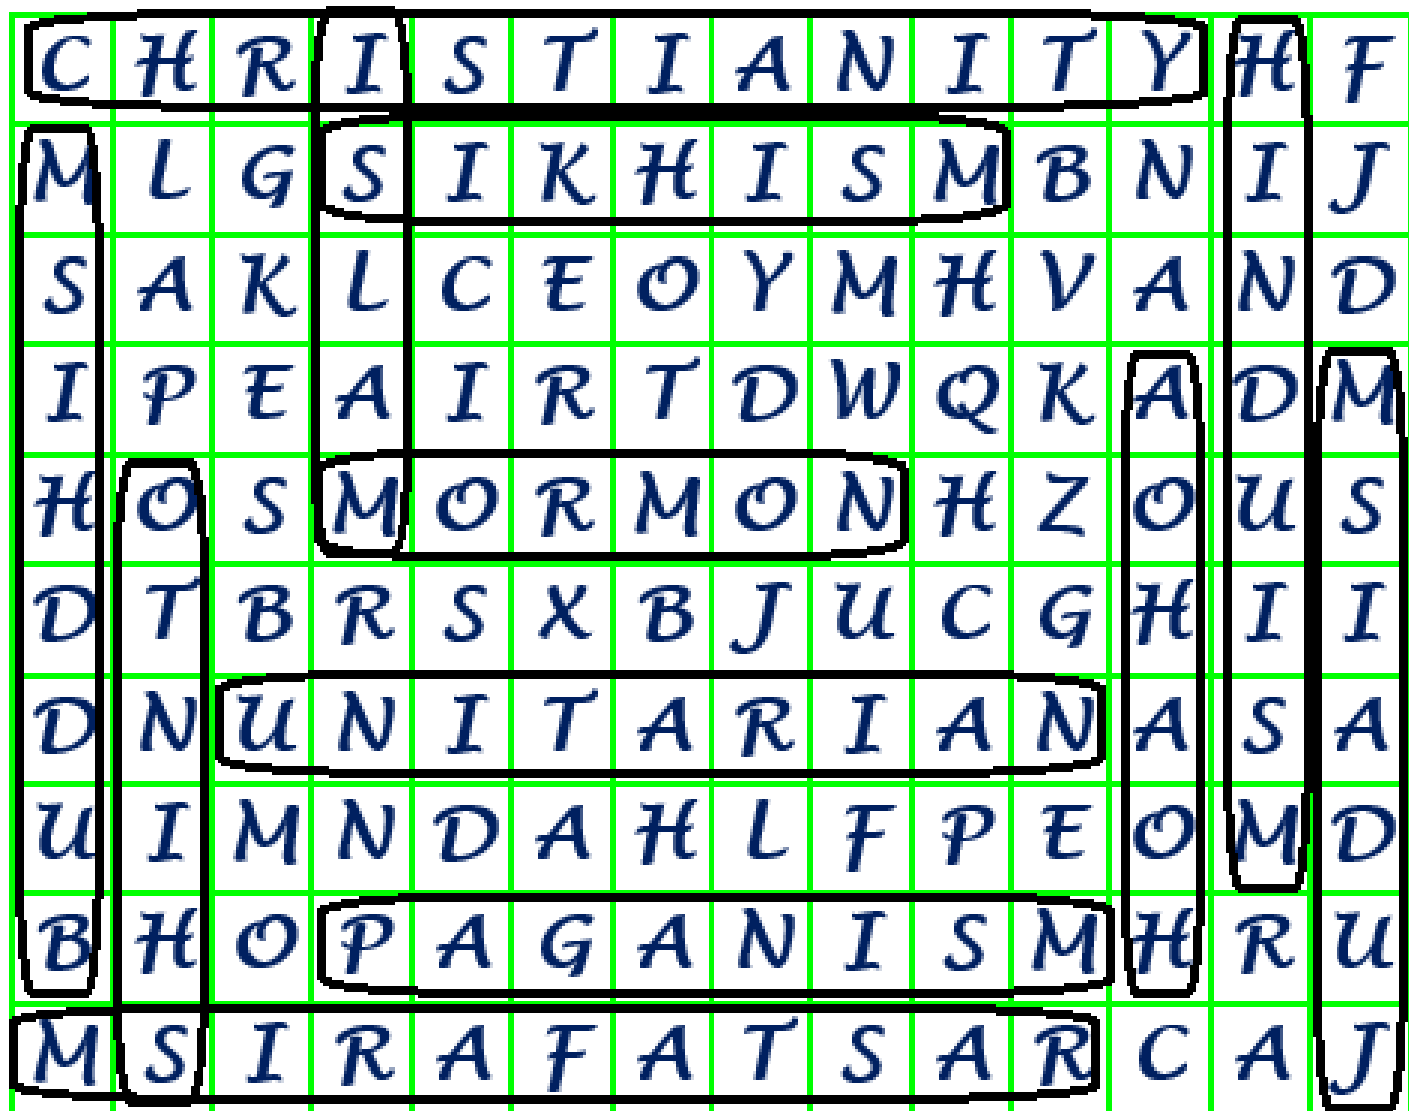 C H R I S T I A N I T Y H F
M L G S I K H I S M B N I J
S A K L C E O Y M H V A N D
I P E A I R T D W Q K A D M
H O S M O R M O N H Z O U S
D T B R S X B J U C G H I I
D N U N I T A R I A N A S A
U I M N D A H L F P E O M D
B H O P A G A N I S M H R U
M S I R A F A T S A R C A J